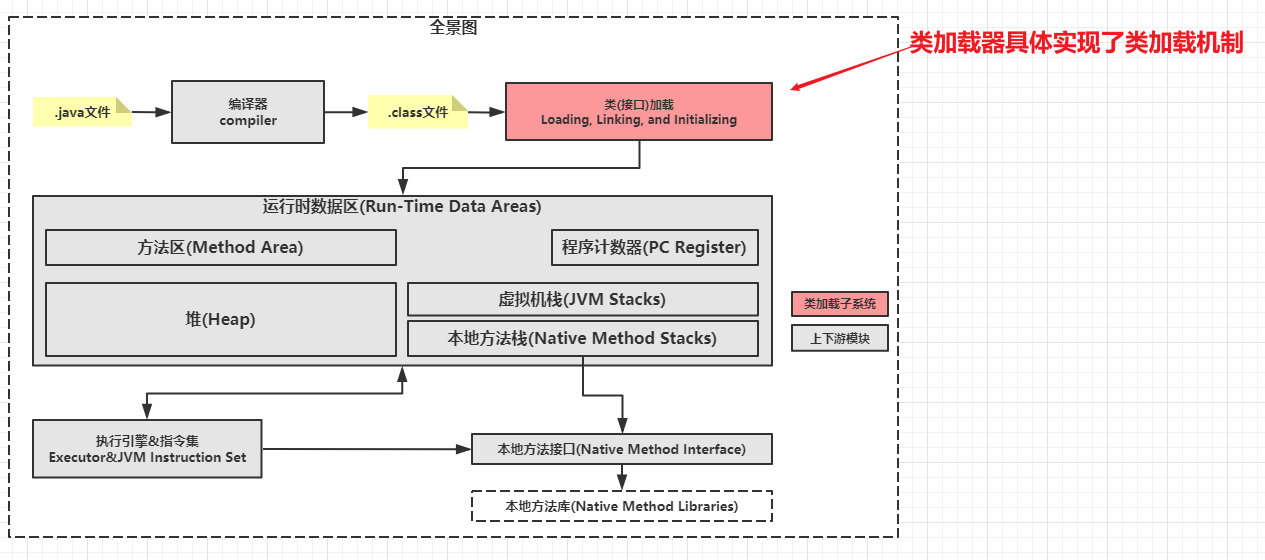 全景图
类加载器具体实现了类加载机制
.java文件
编译器
compiler
.class文件
类(接口)加载
Loading, Linking, and Initializing
运行时数据区(Run-Time Data Areas)
方法区(Method Area)
程序计数器(PC Register)
堆(Heap)
虚拟机栈(JVM Stacks)
本地方法栈(Native Method Stacks)
类加载子系统
上下游模块
执行引擎&指令集
Executor&JVM Instruction Set
本地方法接口(Native Method Interface)
本地方法库(Native Method Libraries)